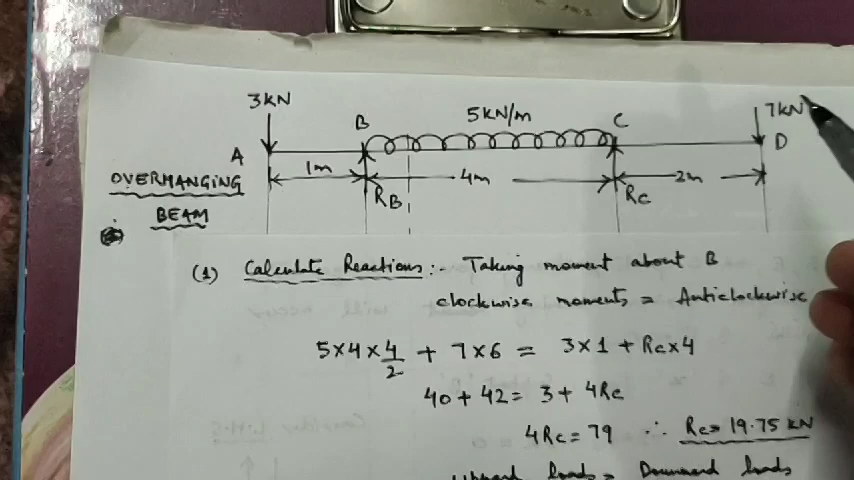 3kN
5kN/m
7kN
A
B
C
D
1m
4m
2m
RB
Rc
OVERHANGING
BEAM
(1) Calculate Reactions:- Taking moment about B
clockwise moments = Anticlockwise
5×4×4/2 + 7×6 = 3×1 + Rc×4
40+42= 3+ 4Rc
4Rc= 79 ∴ Rc= 19.75 kN
Upward loads = Downward loads